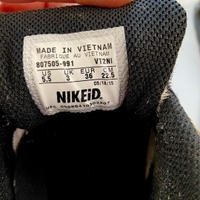 MADE IN VIETNAM
FABRIQUE AU VIETNAM
807505-991 VT2NI
US UK EUR CM
5.5 3 36 22.5
NIKEiD.